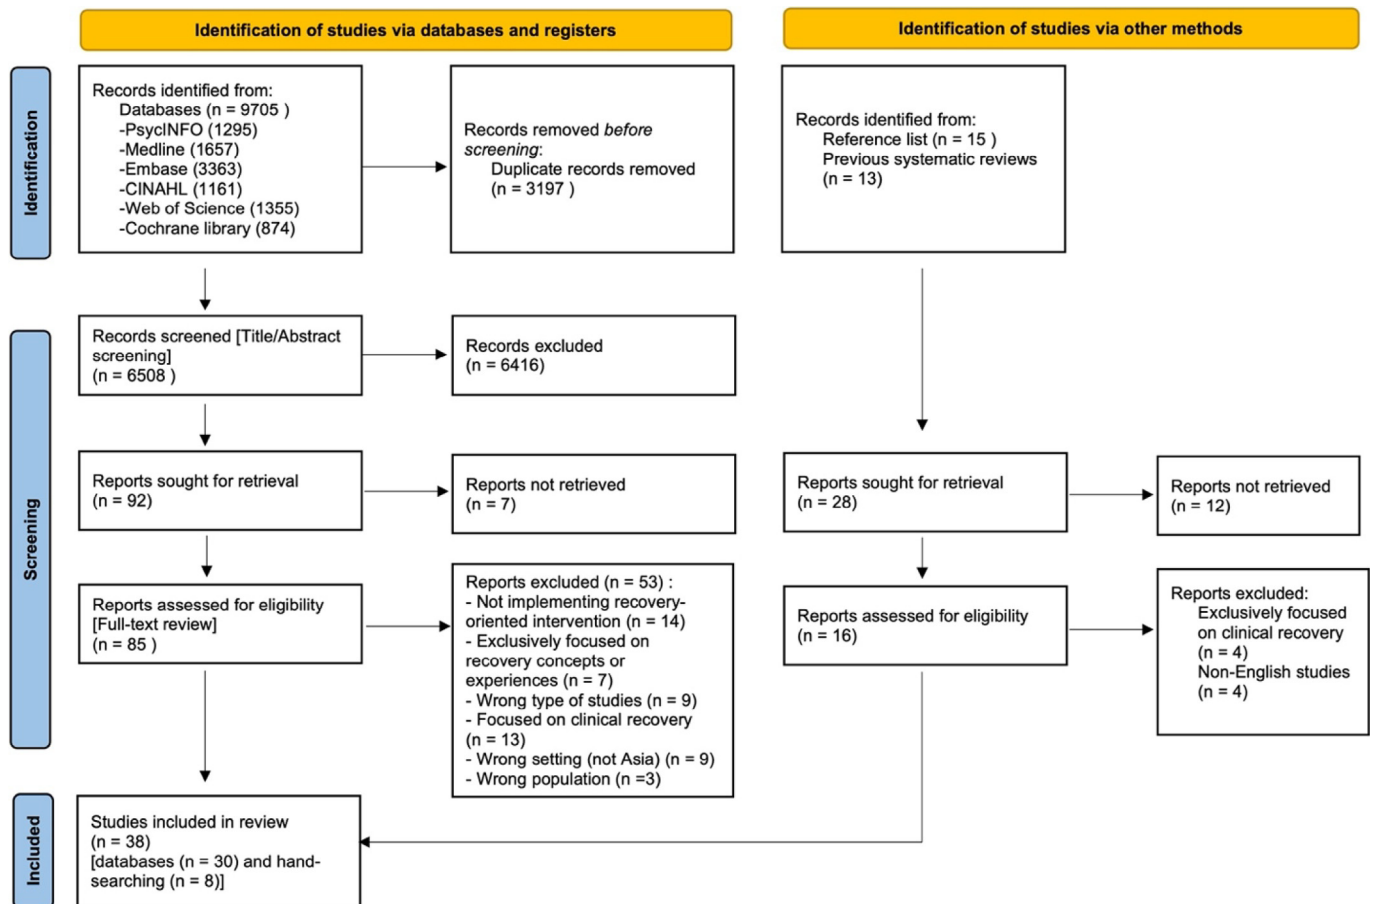 Identification of studies via databases and registers
Identification of studies via other methods
Identification
Records identified from:
Databases (n = 9705 )
-PsycINFO (1295)
-Medline (1657)
-Embase (3363)
-CINAHL (1161)
-Web of Science (1355)
-Cochrane library (874)
Records removed before
screening:
Duplicate records removed
(n = 3197 )
Records identified from:
Reference list (n = 15 )
Previous systematic reviews
(n = 13)
Screening
Records screened [Title/Abstract
screening]
(n = 6508 )
Records excluded
(n = 6416)
Reports sought for retrieval
(n = 92)
Reports not retrieved
(n = 7)
Reports sought for retrieval
(n = 28)
Reports not retrieved
(n = 12)
Reports assessed for eligibility
[Full-text review]
(n = 85 )
Reports excluded (n = 53) :
- Not implementing recovery-
oriented intervention (n = 14)
- Exclusively focused on
recovery concepts or
experiences (n = 7)
- Wrong type of studies (n = 9)
- Focused on clinical recovery
(n = 13)
- Wrong setting (not Asia) (n = 9)
- Wrong population (n =3)
Reports assessed for eligibility
(n = 16)
Reports excluded:
Exclusively focused
on clinical recovery
(n = 4)
Non-English studies
(n = 4)
Included
Studies included in review
(n = 38)
[databases (n = 30) and hand-
searching (n = 8)]